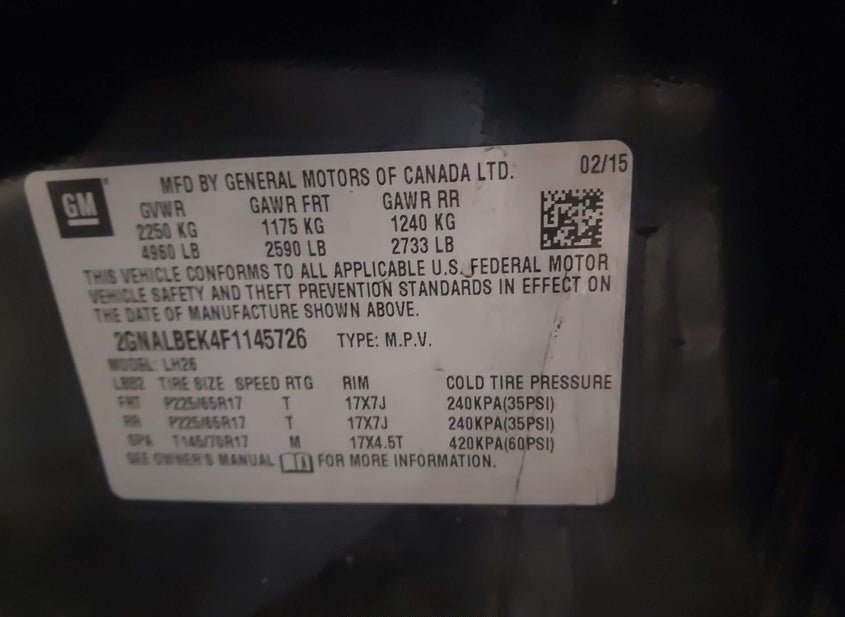 GM
MFD BY GENERAL MOTORS OF CANADA LTD. 02/15
GVWR GAWR FRT GAWR RR
2250 KG 1175 KG 1240 KG
4960 LB 2590 LB 2733 LB
THIS VEHICLE CONFORMS TO ALL APPLICABLE U.S. FEDERAL MOTOR
VEHICLE SAFETY AND THEFT PREVENTION STANDARDS IN EFFECT ON
THE DATE OF MANUFACTURE SHOWN ABOVE.
2GNALBEK4F1145726 TYPE: M.P.V.
MODEL: LH26
LBB2 TIRE SIZE SPEED RTG RIM COLD TIRE PRESSURE
FRT P225/65R17 T 17X7J 240KPA(35PSI)
RR P225/65R17 T 17X7J 240KPA(35PSI)
SPA T145/70R17 M 17X4.5T 420KPA(60PSI)
SEE OWNER'S MANUAL FOR MORE INFORMATION.